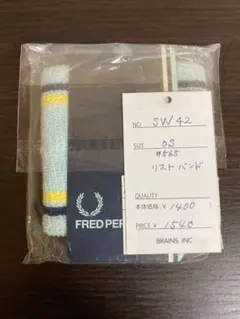 NO. SW42
SIZE OS
#565
リストバンド
QUALITY
本体価格:¥ 1400
PRICE ¥ 1540
BRAINS. INC
FRED PER